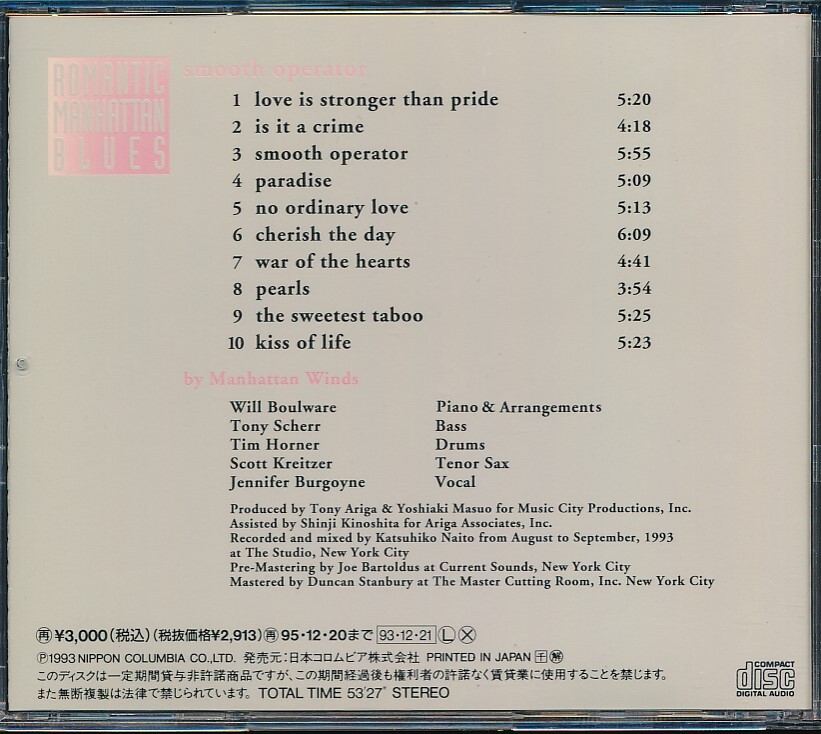 ROMANTIC
MANHATTAN
BLUES
smooth operator
1 love is stronger than pride 5:20
2 is it a crime 4:18
3 smooth operator 5:55
4 paradise 5:09
5 no ordinary love 5:13
6 cherish the day 6:09
7 war of the hearts 4:41
8 pearls 3:54
9 the sweetest taboo 5:25
10 kiss of life 5:23
by Manhattan Winds
Will Boulware Piano & Arrangements
Tony Scherr Bass
Tim Horner Drums
Scott Kreitzer Tenor Sax
Jennifer Burgoyne Vocal
Produced by Tony Ariga & Yoshiaki Masuo for Music City Productions, Inc.
Assisted by Shinji Kinoshita for Ariga Associates, Inc.
Recorded and mixed by Katsuhiko Naito from August to September, 1993
at The Studio, New York City
Pre-Mastering by Joe Bartoldus at Current Sounds, New York City
Mastered by Duncan Stanbury at The Master Cutting Room, Inc. New York City
㊢¥3,000(税込)(税抜価格¥2,913)再95・12・20まで 93・12・21 Ⓛ Ⓧ
℗1993 NIPPON COLUMBIA CO.,LTD. 発売元:日本コロムビア株式会社 PRINTED IN JAPAN
このディスクは一定期間貸与非許諾商品ですが、この期間経過後も権利者の許諾なく賃貸業に使用することを禁じます。
また無断複製は法律で禁じられています。 TOTAL TIME 53'27" STEREO
COMPACT
disc
DIGITAL AUDIO